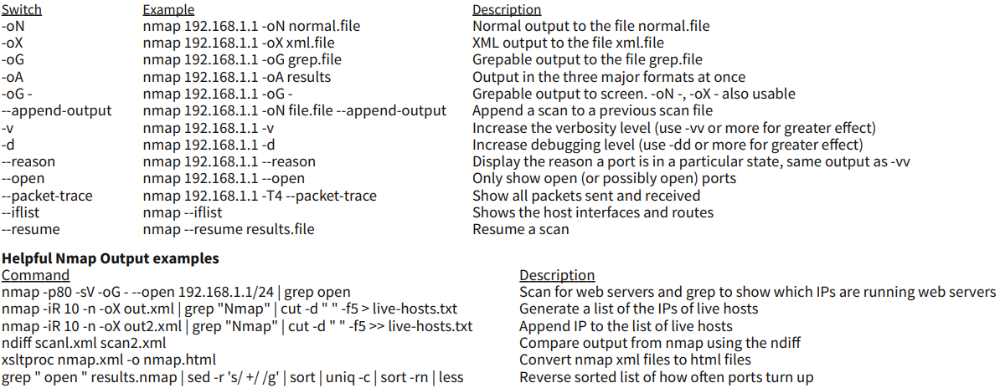 Switch Example Description
-oN nmap 192.168.1.1 -oN normal.file Normal output to the file normal.file
-oX nmap 192.168.1.1 -oX xml.file XML output to the file xml.file
-oG nmap 192.168.1.1 -oG grep.file Grepable output to the file grep.file
-oA nmap 192.168.1.1 -oA results Output in the three major formats at once
-oG - nmap 192.168.1.1 -oG - Grepable output to screen. -oN -, -oX - also usable
--append-output nmap 192.168.1.1 -oN file.file --append-output Append a scan to a previous scan file
-v nmap 192.168.1.1 -v Increase the verbosity level (use -vv or more for greater effect)
-d nmap 192.168.1.1 -d Increase debugging level (use -dd or more for greater effect)
--reason nmap 192.168.1.1 --reason Display the reason a port is in a particular state, same output as -vv
--open nmap 192.168.1.1 --open Only show open (or possibly open) ports
--packet-trace nmap 192.168.1.1 -T4 --packet-trace Show all packets sent and received
--iflist nmap --iflist Shows the host interfaces and routes
--resume nmap --resume results.file Resume a scan
Helpful Nmap Output examples
Command Description
nmap -p80 -sV -oG - --open 192.168.1.1/24 | grep open Scan for web servers and grep to show which IPs are running web servers
nmap -iR 10 -n -oX out.xml | grep "Nmap" | cut -d " " -f5 > live-hosts.txt Generate a list of the IPs of live hosts
nmap -iR 10 -n -oX out2.xml | grep "Nmap" | cut -d " " -f5 >> live-hosts.txt Append IP to the list of live hosts
ndiff scanl.xml scan2.xml Compare output from nmap using the ndiff
xsltproc nmap.xml -o nmap.html Convert nmap xml files to html files
grep " open " results.nmap | sed -r 's/ +/ /g' | sort | uniq -c | sort -rn | less Reverse sorted list of how often ports turn up